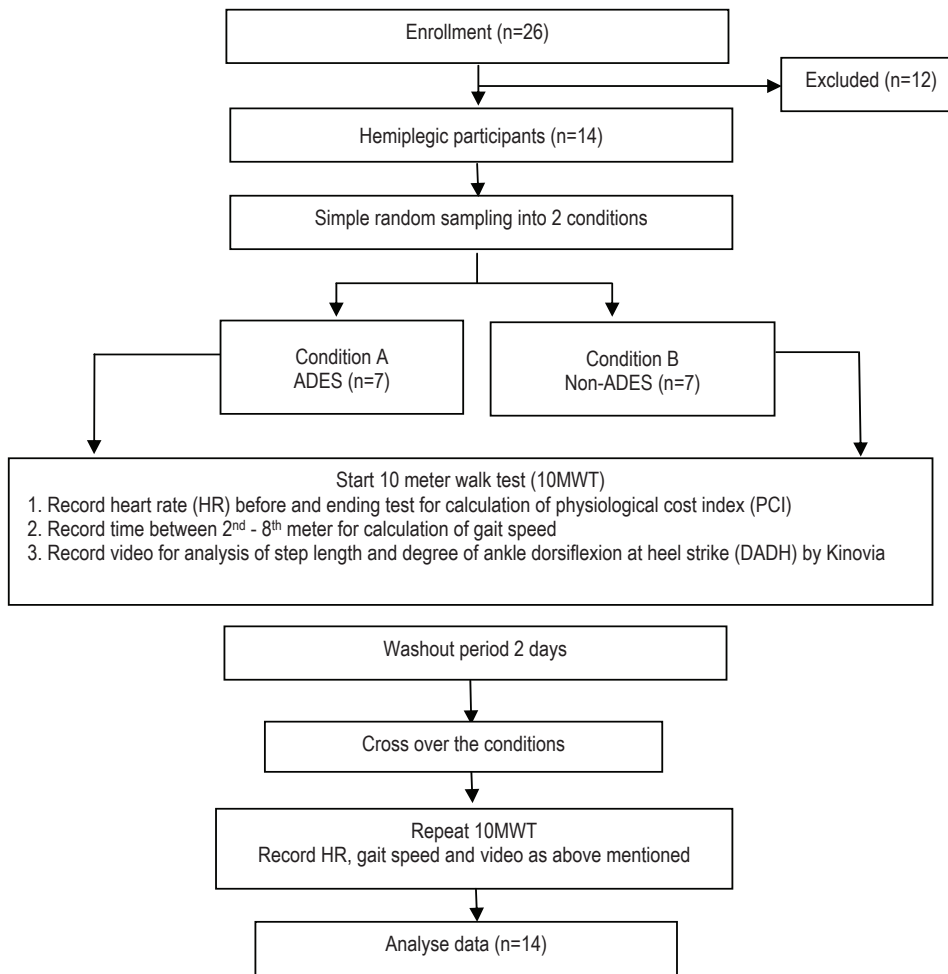 Enrollment (n=26)
Excluded (n=12)
Hemiplegic participants (n=14)
Simple random sampling into 2 conditions
Condition A
ADES (n=7)
Condition B
Non-ADES (n=7)
Start 10 meter walk test (10MWT)
1. Record heart rate (HR) before and ending test for calculation of physiological cost index (PCI)
2. Record time between 2nd - 8th meter for calculation of gait speed
3. Record video for analysis of step length and degree of ankle dorsiflexion at heel strike (DADH) by Kinovia
Washout period 2 days
Cross over the conditions
Repeat 10MWT
Record HR, gait speed and video as above mentioned
Analyse data (n=14)